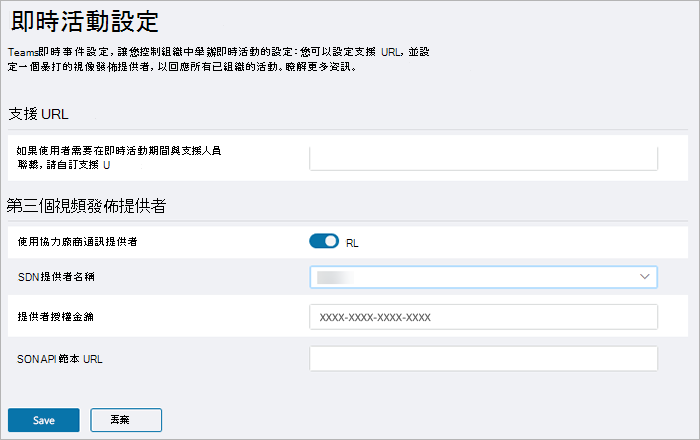 即時活動設定
Teams即時事件設定，讓您控制組織中舉辦即時活動的設定：您可以設定支援 URL，並設
定一個暴打的視像發佈提供者，以回應所有已組織的活動。瞭解更多資訊。
支援 URL
如果使用者需要在即時活動期間與支援人員
聯繫，請自訂支援 U
第三個視頻發佈提供者
使用協力廠商通訊提供者
RL
SDN提供者名稱
提供者授權金鑰
XXXX-XXXX-XXXX-XXXX
SONAPI 範本 URL
Save
丟棄